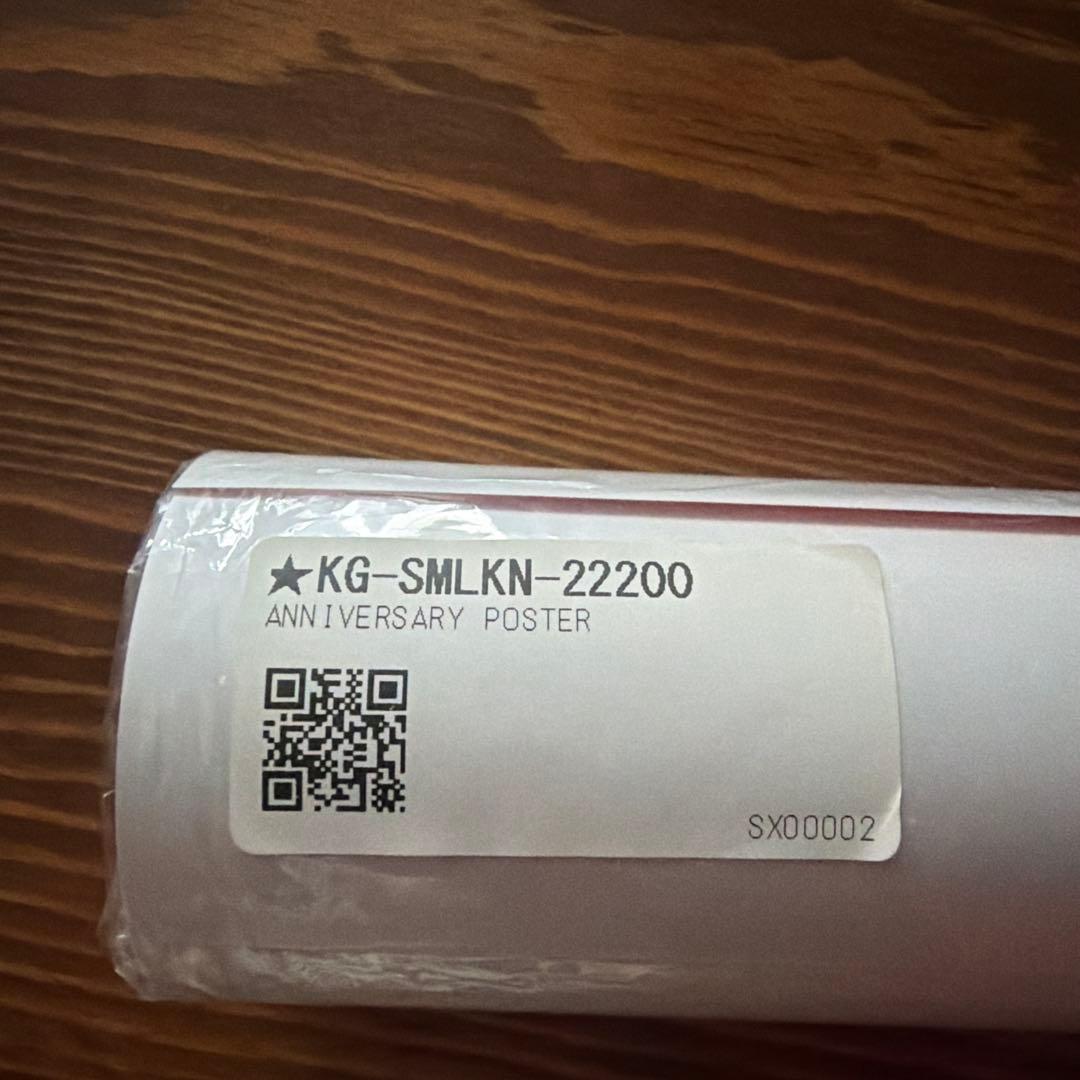 ★KG-SMLKN-22200
ANNIVERSARY POSTER
SX00002